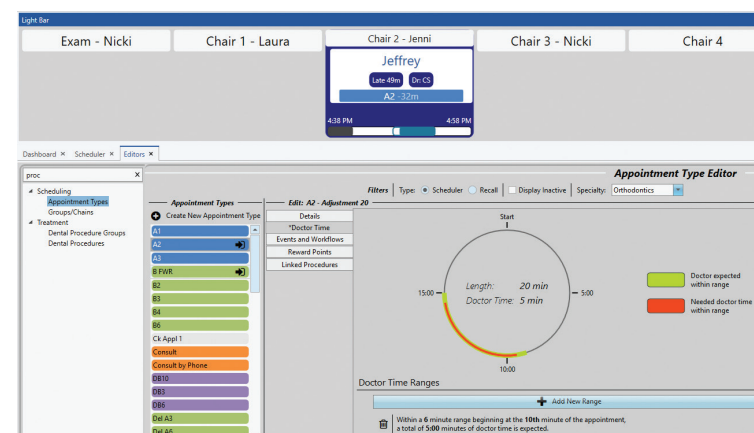 Light Bar
Exam - Nicki
Chair 1 - Laura
Chair 2 - Jenni
Chair 3 - Nicki
Chair 4
Jeffrey
Late 49m Dr: CS
A2 -32m
4:38 PM 4:58 PM
Dashboard × Scheduler × Editors ×
proc X
Scheduling
Appointment Types
Groups/Chains
Treatment
Dental Procedure Groups
Dental Procedures
Appointment Type Editor
Filters Type: Scheduler Recall Display Inactive Specialty: Orthodontics
Appointment Types
Create New Appointment Type
A1
A2
A3
B FWR
B2
B3
B4
B6
Ck Appl 1
Consult
Consult by Phone
DB10
DB3
DB6
Del A3
Del A6
Edit: A2 - Adjustment 20
Details
*Doctor Time
Events and Workflows
Reward Points
Linked Procedures
Start
15:00
5:00
10:00
Length: 20 min
Doctor Time: 5 min
Doctor expected
within range
Needed doctor time
within range
Doctor Time Ranges
Add New Range
Within a 6 minute range beginning at the 10th minute of the appointment,
a total of 5:00 minutes of doctor time is expected.